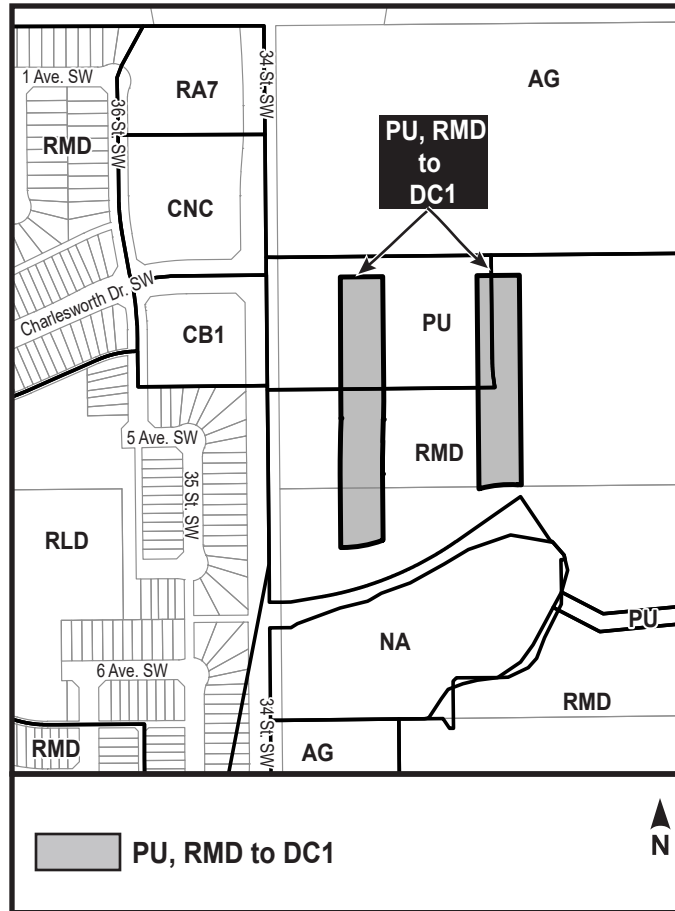 1 Ave. SW
36 St. SW
34 St. SW
RA7
AG
RMD
PU, RMD
to
DC1
CNC
Charlesworth Dr. SW
CB1
PU
5 Ave. SW
35 St. SW
RMD
RLD
NA
PU
6 Ave. SW
34 St. SW
RMD
RMD
AG
PU, RMD to DC1
N